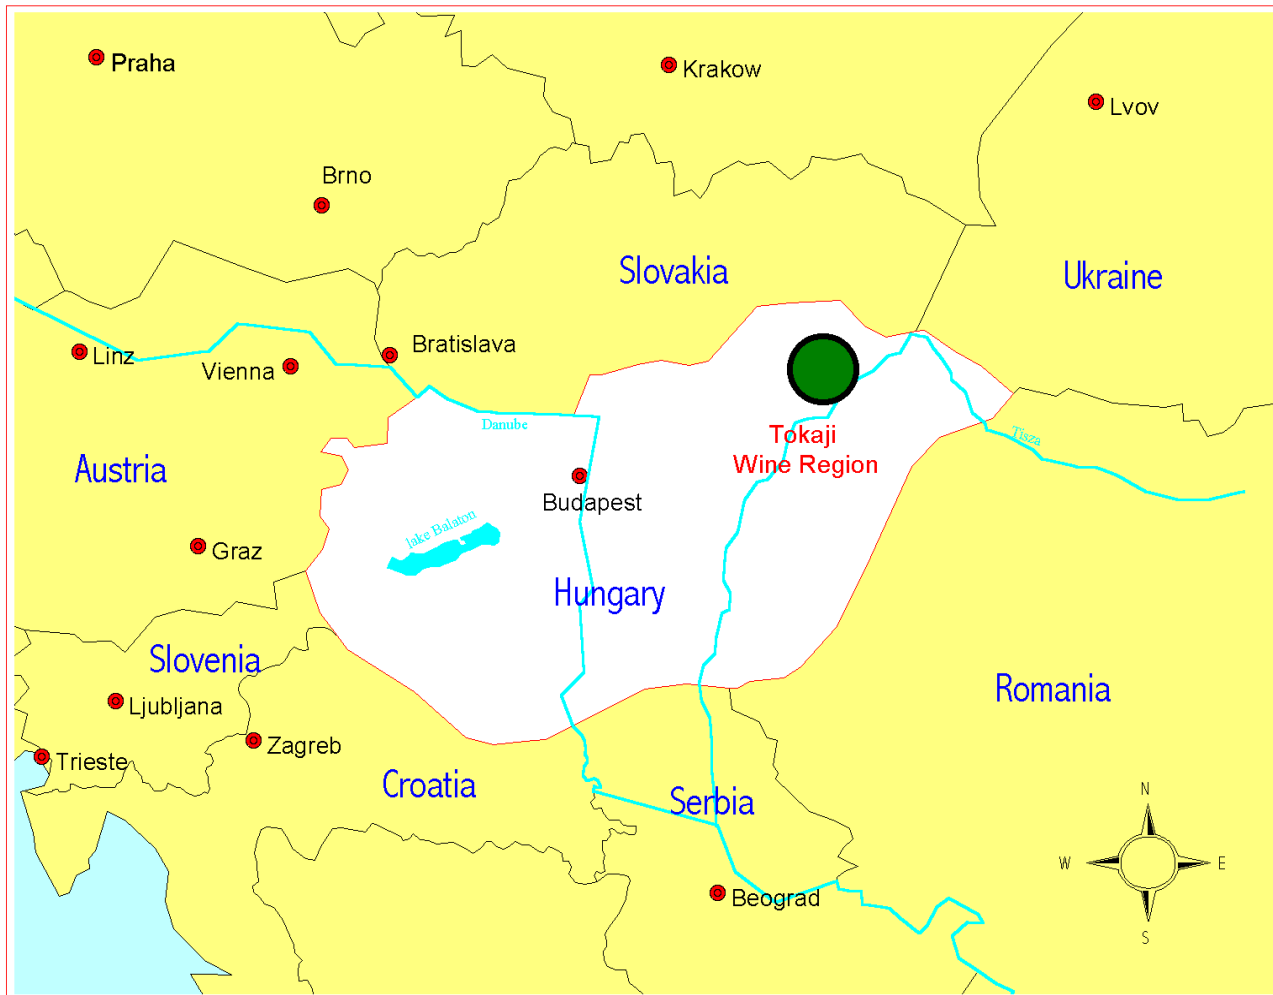 Praha
Krakow
Lvov
Brno
Slovakia
Ukraine
Bratislava
Linz
Vienna
Danube
Tisza
Tokaji
Wine Region
Austria
Budapest
lake Balaton
Graz
Hungary
Slovenia
Romania
Ljubljana
Zagreb
Trieste
Croatia
Serbia
N
W
E
S
Beograd